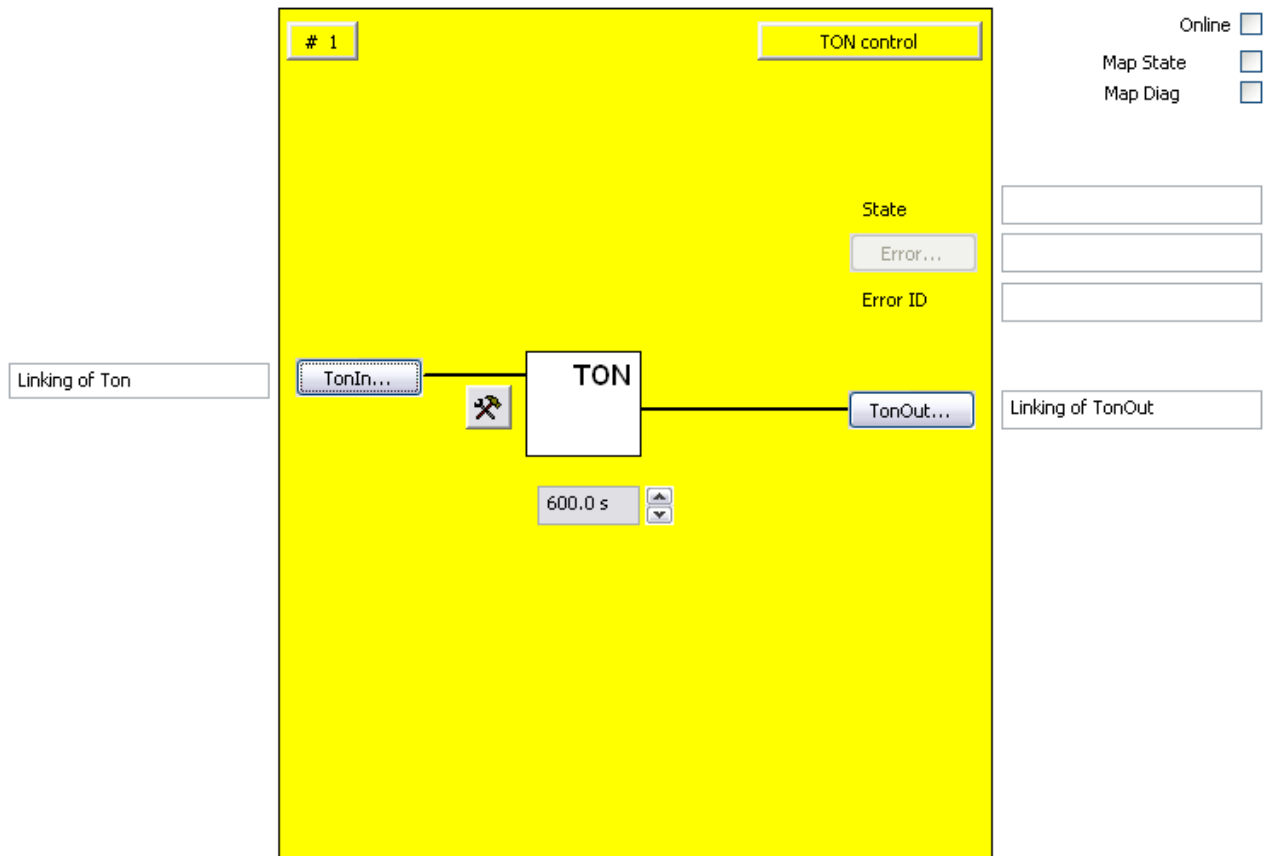 # 1
TON control
Online
Map State
Map Diag
State
Error...
Error ID
Linking of Ton
TonIn...
TON
TonOut...
Linking of TonOut
600.0 s